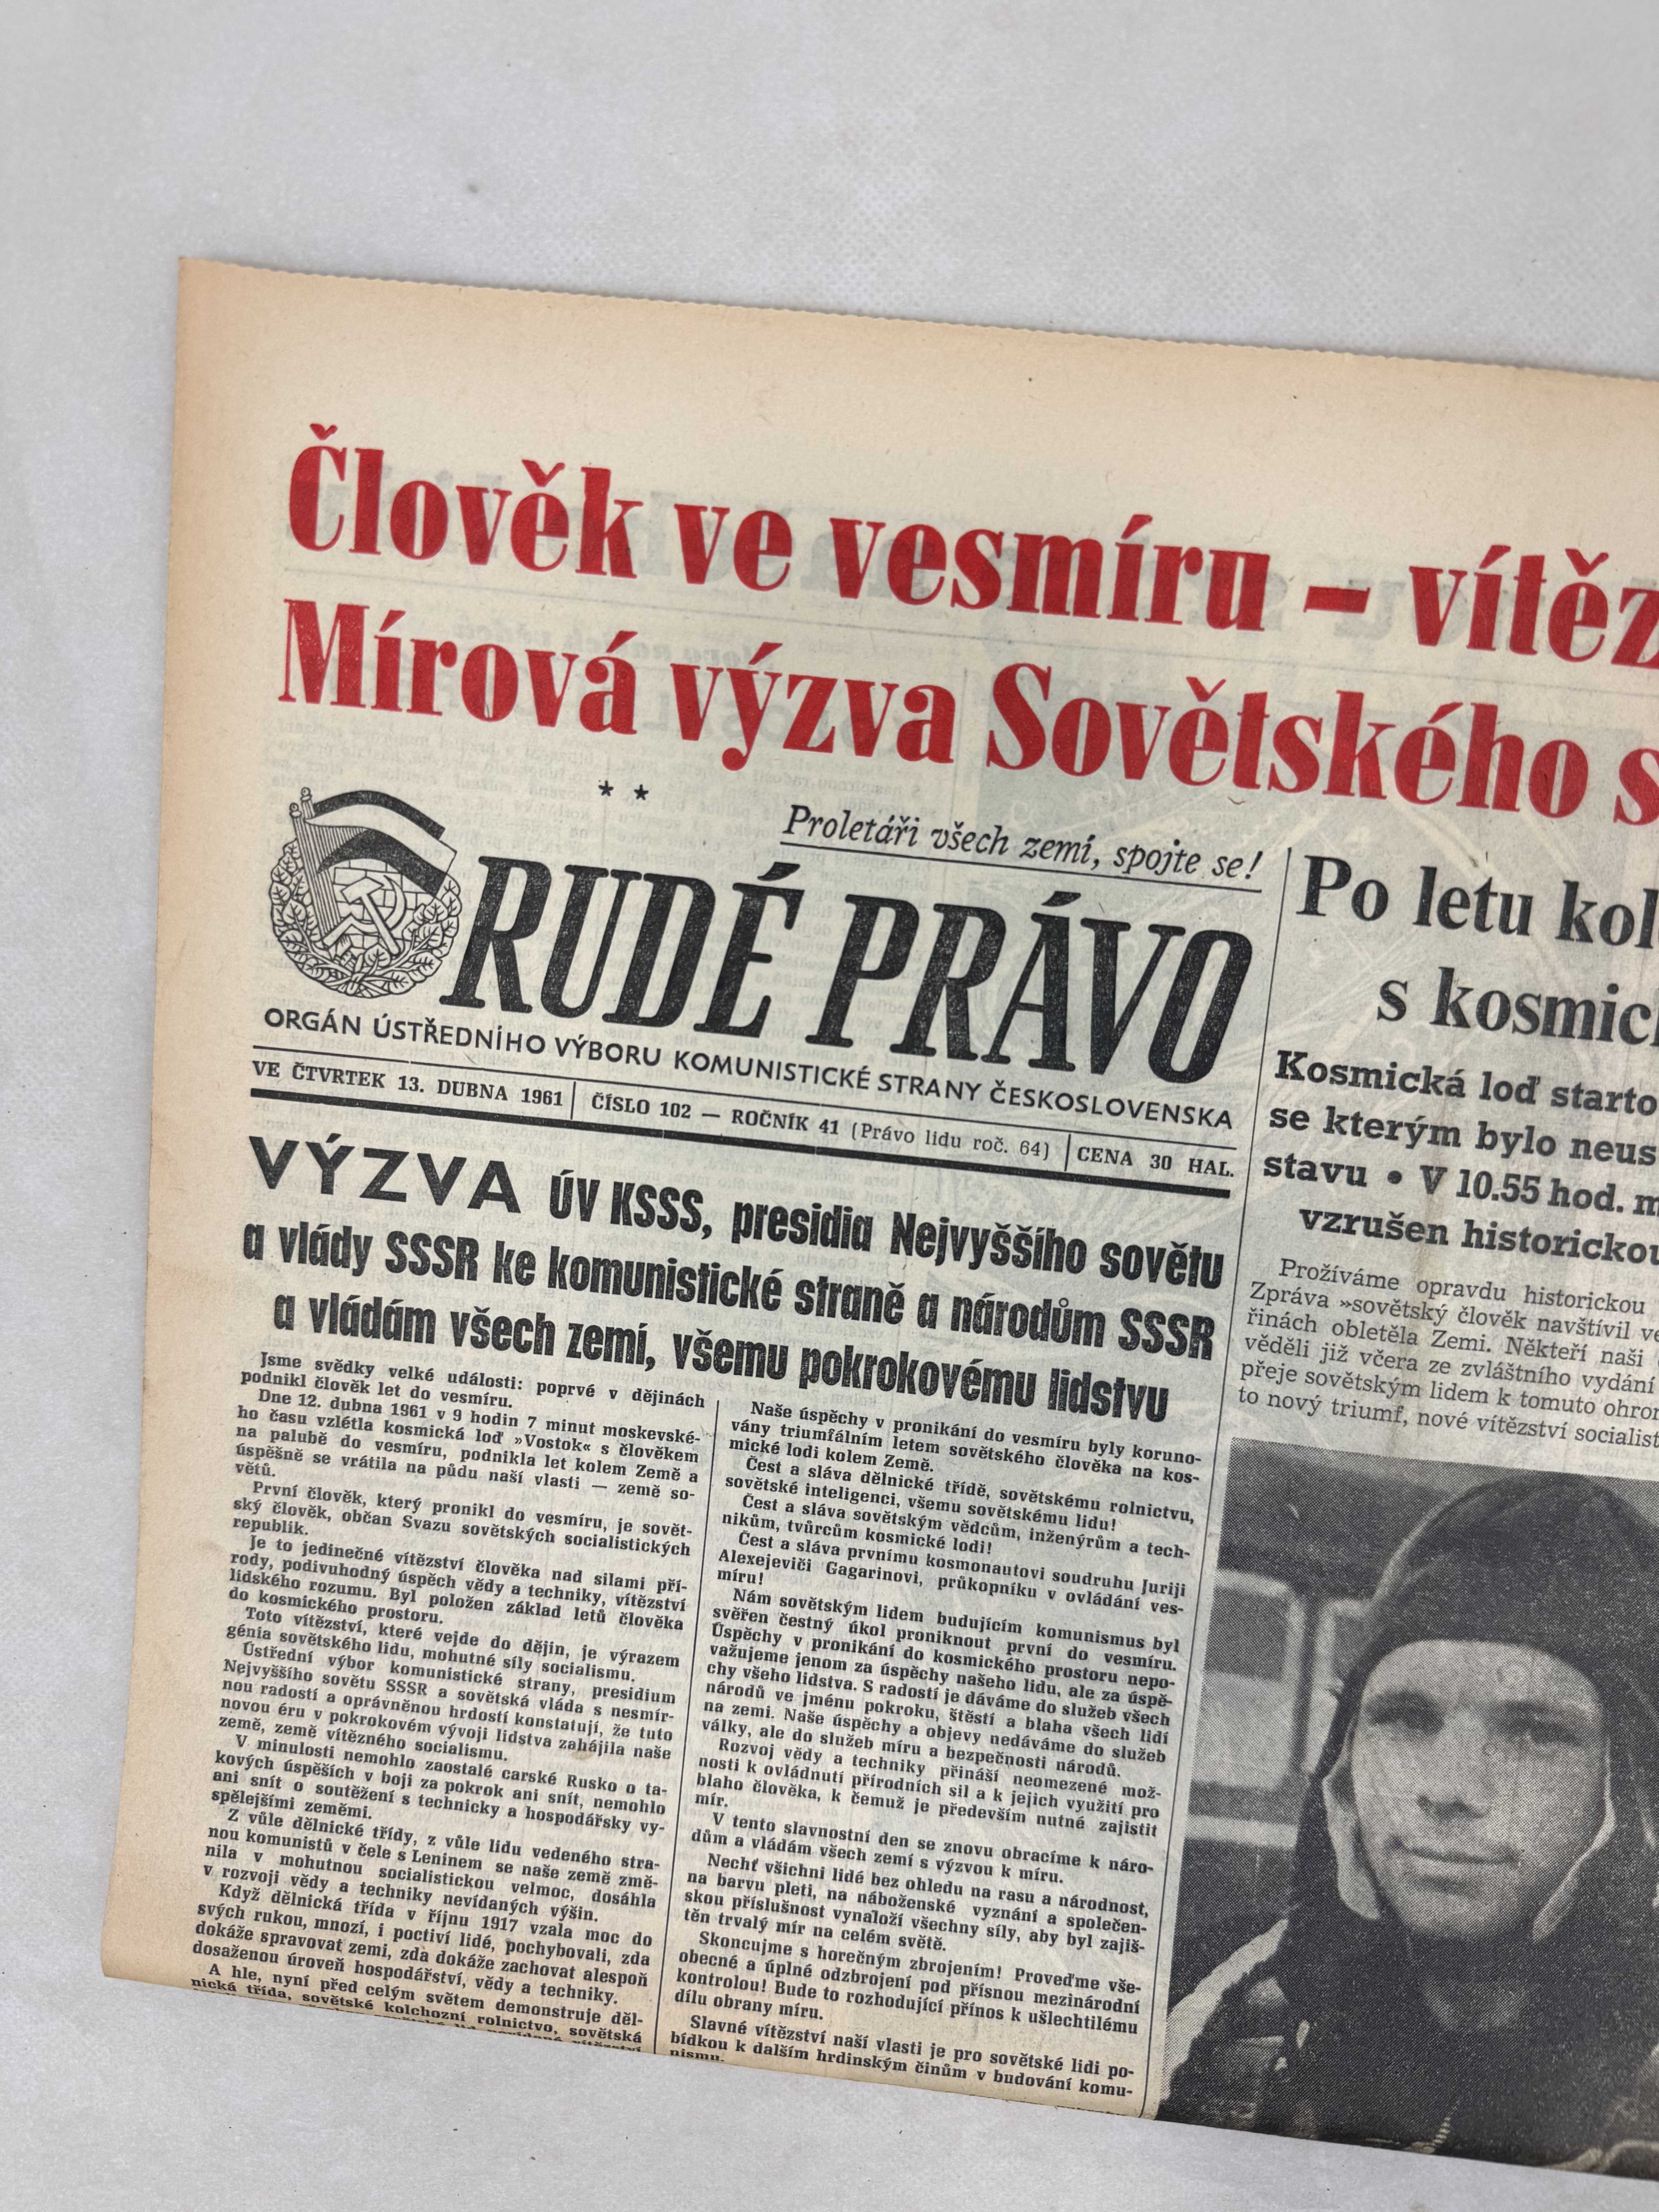 Člověk ve vesmíru – vítěz
Mírová výzva Sovětského s
* *
Proletáři všech zemí, spojte se!
RUDÉ PRÁVO
ORGÁN ÚSTŘEDNÍHO VÝBORU KOMUNISTICKÉ STRANY ČESKOSLOVENSKA
VE ČTVRTEK 13. DUBNA 1961 | ČÍSLO 102 — ROČNÍK 41 (Právo lidu roč. 64) | CENA 30 HAL.
VÝZVA ÚV KSSS, presidia Nejvyššího sovětu
a vlády SSSR ke komunistické straně a národům SSSR
a vládám všech zemí, všemu pokrokovému lidstvu
Jsme svědky velké události: poprvé v dějinách
podnikl člověk let do vesmíru.
Dne 12. dubna 1961 v 9 hodin 7 minut moskevské-
ho času vzlétla kosmická loď »Vostok« s člověkem
na palubě do vesmíru, podnikla let kolem Země a
úspěšně se vrátila na půdu naší vlasti — země so-
větů.
První člověk, který pronikl do vesmíru, je sovět-
ský člověk, občan Svazu sovětských socialistických
republik.
Je to jedinečné vítězství člověka nad silami pří-
rody, podivuhodný úspěch vědy a techniky, vítězství
lidského rozumu. Byl položen základ letů člověka
do kosmického prostoru.
Toto vítězství, které vejde do dějin, je výrazem
génia sovětského lidu, mohutné síly socialismu.
Ústřední výbor komunistické strany, presidium
Nejvyššího sovětu SSSR a sovětská vláda s nesmír-
nou radostí a oprávněnou hrdostí konstatují, že tuto
novou éru v pokrokovém vývoji lidstva zahájila naše
země, země vítězného socialismu.
V minulosti nemohlo zaostalé carské Rusko o ta-
kových úspěších v boji za pokrok ani snít, nemohlo
ani snít o soutěžení s technicky a hospodářsky vy-
spělejšími zeměmi.
Z vůle dělnické třídy, z vůle lidu vedeného stra-
nou komunistů v čele s Leninem se naše země změ-
nila v mohutnou socialistickou velmoc, dosáhla
v rozvoji vědy a techniky nevídaných výšin.
Když dělnická třída v říjnu 1917 vzala moc do
svých rukou, mnozí, i poctiví lidé, pochybovali, zda
dokáže spravovat zemi, zda dokáže zachovat alespoň
dosaženou úroveň hospodářství, vědy a techniky.
A hle, nyní před celým světem demonstruje děl-
nická třída, sovětské kolchozní rolnictvo, sovětská
Naše úspěchy v pronikání do vesmíru byly koruno-
vány triumfálním letem sovětského člověka na kos-
mické lodi kolem Země.
Čest a sláva dělnické třídě, sovětskému rolnictvu,
sovětské inteligenci, všemu sovětskému lidu!
Čest a sláva sovětským vědcům, inženýrům a tech-
nikům, tvůrcům kosmické lodi!
Čest a sláva prvnímu kosmonautovi soudruhu Juriji
Alexejeviči Gagarinovi, průkopníku v ovládání ves-
míru!
Nám sovětským lidem budujícím komunismus byl
svěřen čestný úkol proniknout první do vesmíru.
Úspěchy v pronikání do kosmického prostoru nepo-
važujeme jenom za úspěchy našeho lidu, ale za úspě-
chy všeho lidstva. S radostí je dáváme do služeb všech
národů ve jménu pokroku, štěstí a blaha všech lidí
na zemi. Naše úspěchy a objevy nedáváme do služeb
války, ale do služeb míru a bezpečnosti národů.
Rozvoj vědy a techniky přináší neomezené mož-
nosti k ovládnutí přírodních sil a k jejich využití pro
blaho člověka, k čemuž je především nutné zajistit
mír.
V tento slavnostní den se znovu obracíme k náro-
dům a vládám všech zemí s výzvou k míru.
Nechť všichni lidé bez ohledu na rasu a národnost,
na barvu pleti, na náboženské vyznání a společen-
skou příslušnost vynaloží všechny síly, aby byl zajiš-
těn trvalý mír na celém světě.
Skoncujme s horečným zbrojením! Proveďme vše-
obecné a úplné odzbrojení pod přísnou mezinárodní
kontrolou! Bude to rozhodující přínos k ušlechtilému
dílu obrany míru.
Slavné vítězství naší vlasti je pro sovětské lidi po-
bídkou k dalším hrdinským činům v budování komu-
nismu.
Po letu kol
s kosmic
Kosmická loď starto
se kterým bylo neus
stavu • V 10.55 hod. m
vzrušen historickou
Prožíváme opravdu historickou
Zpráva »sovětský člověk navštívil ve
řinách obletěla Zemi. Někteří naši
věděli již včera ze zvláštního vydání
přeje sovětským lidem k tomuto ohrom
to nový triumf, nové vítězství socialist